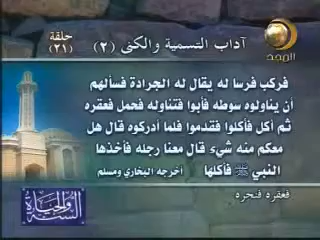 حلقة
(٢١)
آداب التسمية والكنى (٢)
المجد
فركب فرسا له يقال له الجرادة فسألهم
أن يناولوه سوطه فأبوا فتناوله فحمل فعقره
ثم أكل فأكلوا فقدموا فلما أدركوه قال هل
معكم منه شيء قال معنا رجله فأخذها
النبي ﷺ فأكلها أخرجه البخاري ومسلم
فعقره فنحره
السنة والحياة